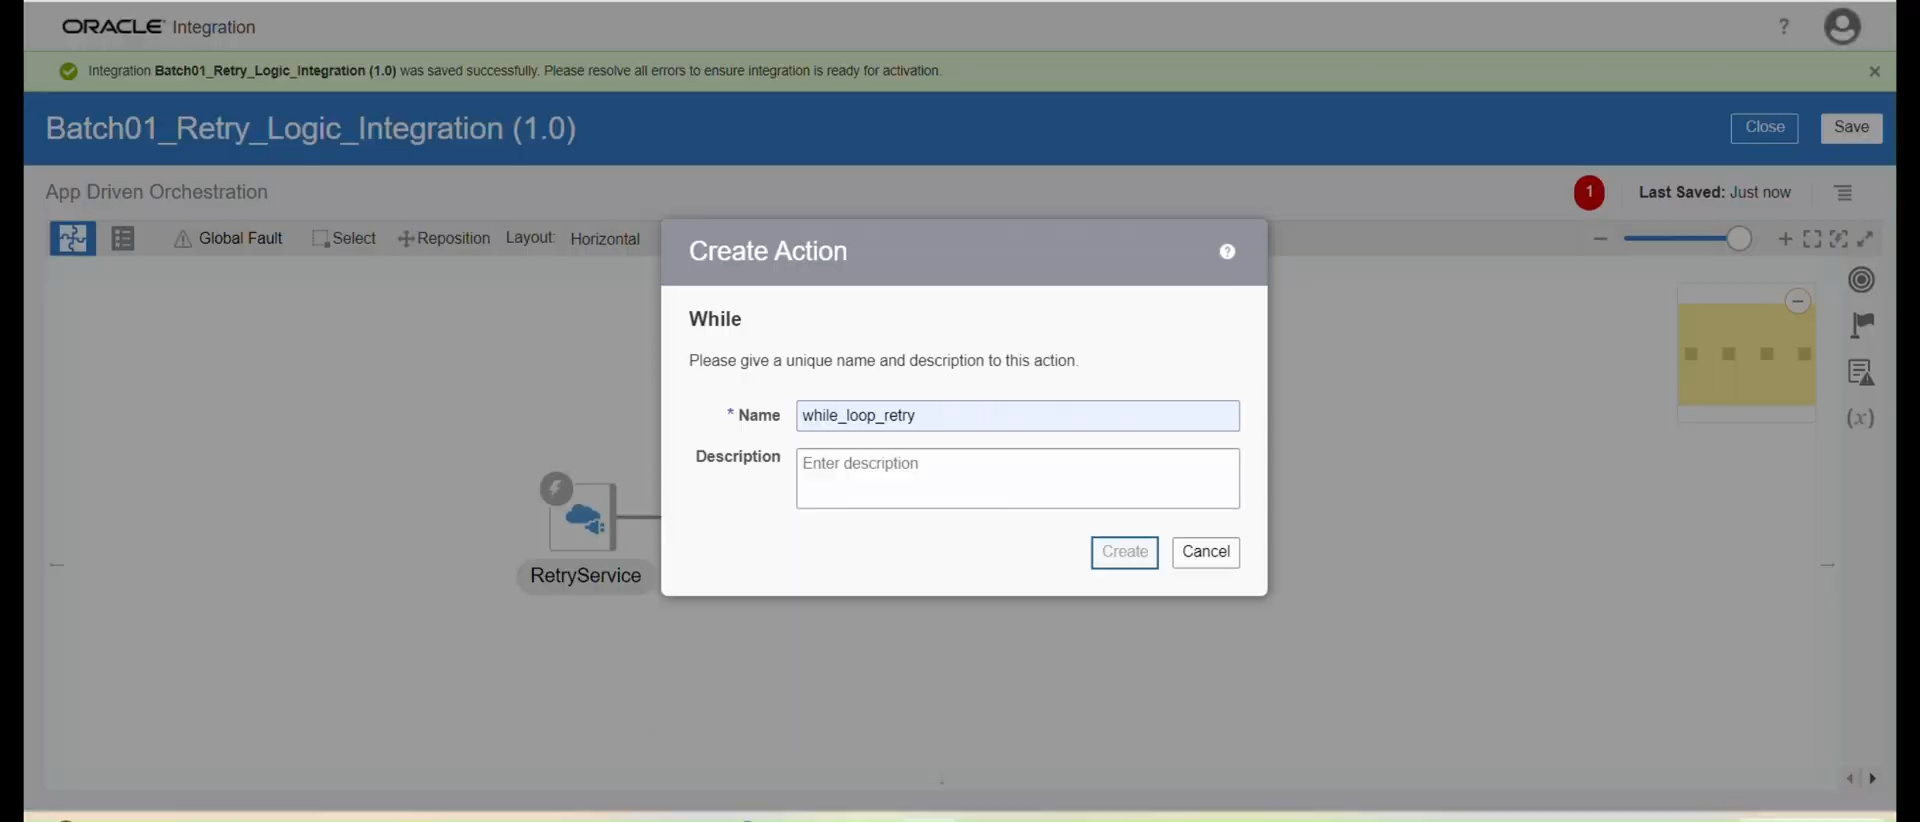 ORACLE Integration
?
Integration Batch01_Retry_Logic_Integration (1.0) was saved successfully. Please resolve all errors to ensure integration is ready for activation.
Batch01_Retry_Logic_Integration (1.0)
Close
Save
App Driven Orchestration
1
Last Saved: Just now
Global Fault
Select
Reposition
Layout:
Horizontal
Create Action
?
While
Please give a unique name and description to this action.
* Name
while_loop_retry
Description
Enter description
Create
Cancel
RetryService
(x)